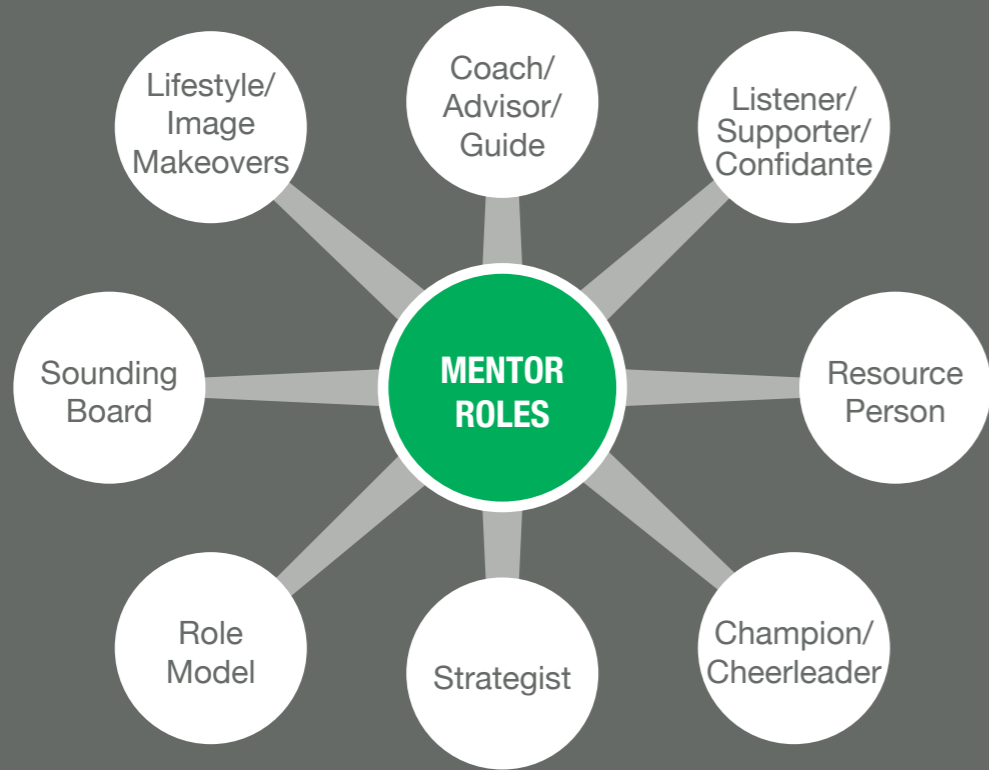 Lifestyle/
Image
Makeovers
Coach/
Advisor/
Guide
Listener/
Supporter/
Confidante
Sounding
Board
MENTOR
ROLES
Resource
Person
Role
Model
Strategist
Champion/
Cheerleader